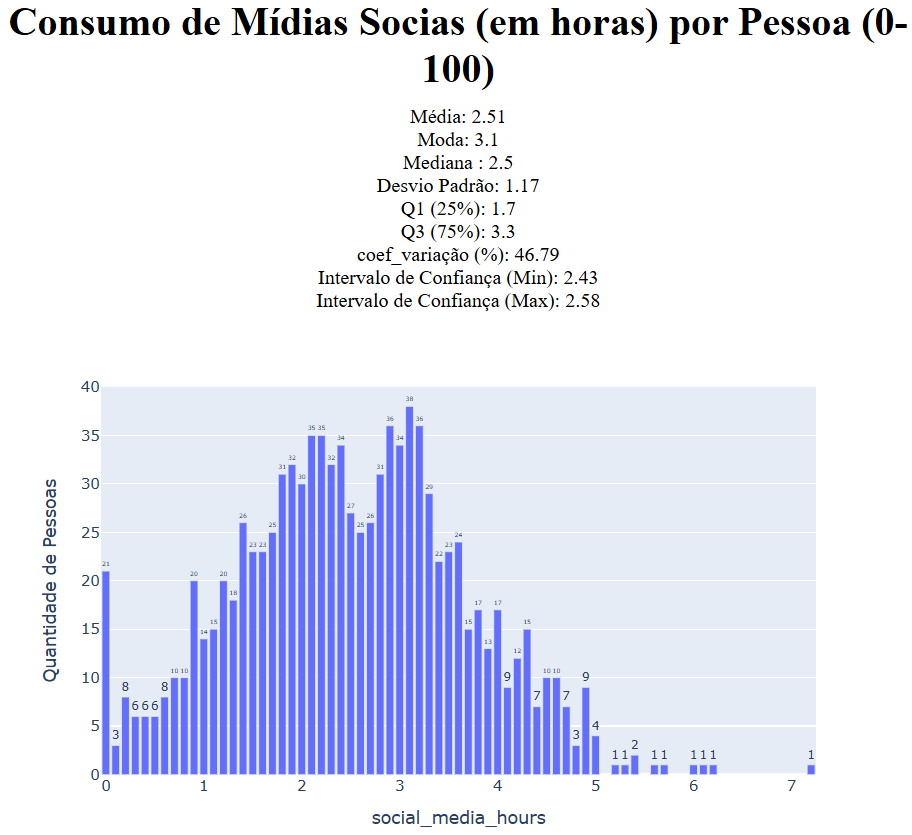 Consumo de Mídias Socias (em horas) por Pessoa (0-
100)
Média: 2.51
Moda: 3.1
Mediana : 2.5
Desvio Padrão: 1.17
Q1 (25%): 1.7
Q3 (75%): 3.3
coef_variação (%): 46.79
Intervalo de Confiança (Min): 2.43
Intervalo de Confiança (Max): 2.58
Quantidade de Pessoas
40
35
30
25
20
15
10
5
0
21 3 8 6 6 6 8 10 10 20 14 15 20 18 26 23 23 25 31 32 30 35 35 32 34 27 25 26 31 36 34 38 36 29 22 23 24 15 17 13 17 9 12 15 7 10 10 7 3 9 4 1 1 2 1 1 1 1 1 1
0 1 2 3 4 5 6 7
social_media_hours